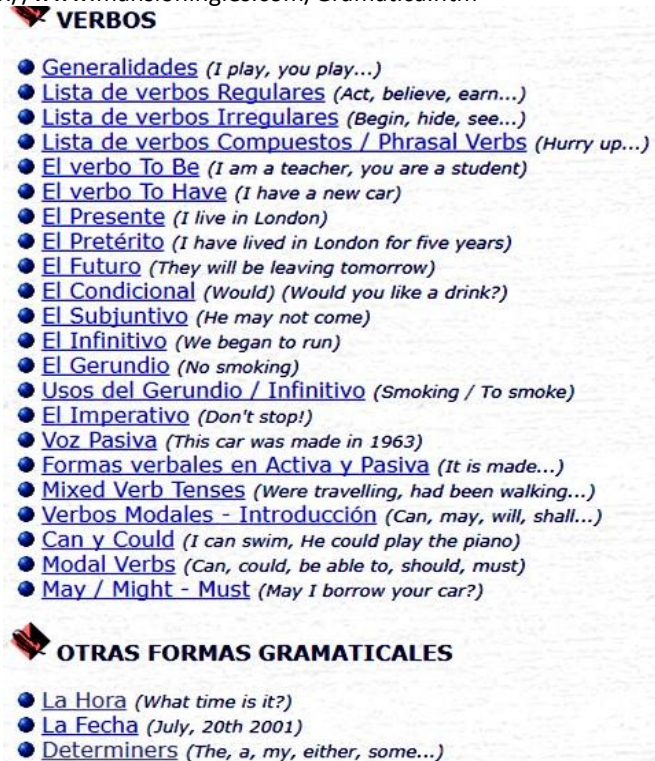 VERBOS
Generalidades (I play, you play...)
Lista de verbos Regulares (Act, believe, earn...)
Lista de verbos Irregulares (Begin, hide, see...)
Lista de verbos Compuestos / Phrasal Verbs (Hurry up...)
El verbo To Be (I am a teacher, you are a student)
El verbo To Have (I have a new car)
El Presente (I live in London)
El Pretérito (I have lived in London for five years)
El Futuro (They will be leaving tomorrow)
El Condicional (Would) (Would you like a drink?)
El Subjuntivo (He may not come)
El Infinitivo (We began to run)
El Gerundio (No smoking)
Usos del Gerundio / Infinitivo (Smoking / To smoke)
El Imperativo (Don't stop!)
Voz Pasiva (This car was made in 1963)
Formas verbales en Activa y Pasiva (It is made...)
Mixed Verb Tenses (Were travelling, had been walking...)
Verbos Modales - Introducción (Can, may, will, shall...)
Can y Could (I can swim, He could play the piano)
Modal Verbs (Can, could, be able to, should, must)
May / Might - Must (May I borrow your car?)
OTRAS FORMAS GRAMATICALES
La Hora (What time is it?)
La Fecha (July, 20th 2001)
Determiners (The, a, my, either, some...)